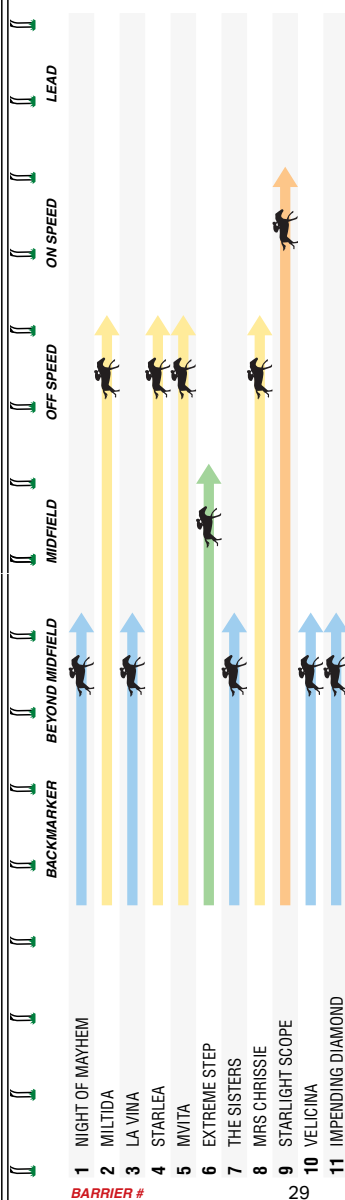 BACKMARKER BEYOND MIDFIELD MIDFIELD OFF SPEED ON SPEED LEAD
1 NIGHT OF MAYHEM
2 MILTIDA
3 LA VINA
4 STARLEA
5 MVITA
6 EXTREME STEP
7 THE SISTERS
8 MRS CHRISSIE
9 STARLIGHT SCOPE
10 VELICINA
11 IMPENDING DIAMOND
BARRIER #
29